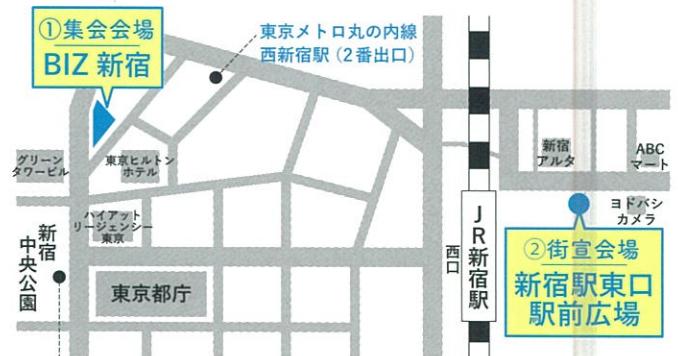 ①集会会場
BIZ 新宿
東京メトロ丸の内線
西新宿駅（2番出口）
グリーン
タワービル
東京ヒルトン
ホテル
ハイアット
リージェンシー
東京
新宿
中央公園
東京都庁
西口
JR新宿駅
新宿
アルタ
ABC
マート
ヨドバシ
カメラ
②街宣会場
新宿駅東口
駅前広場